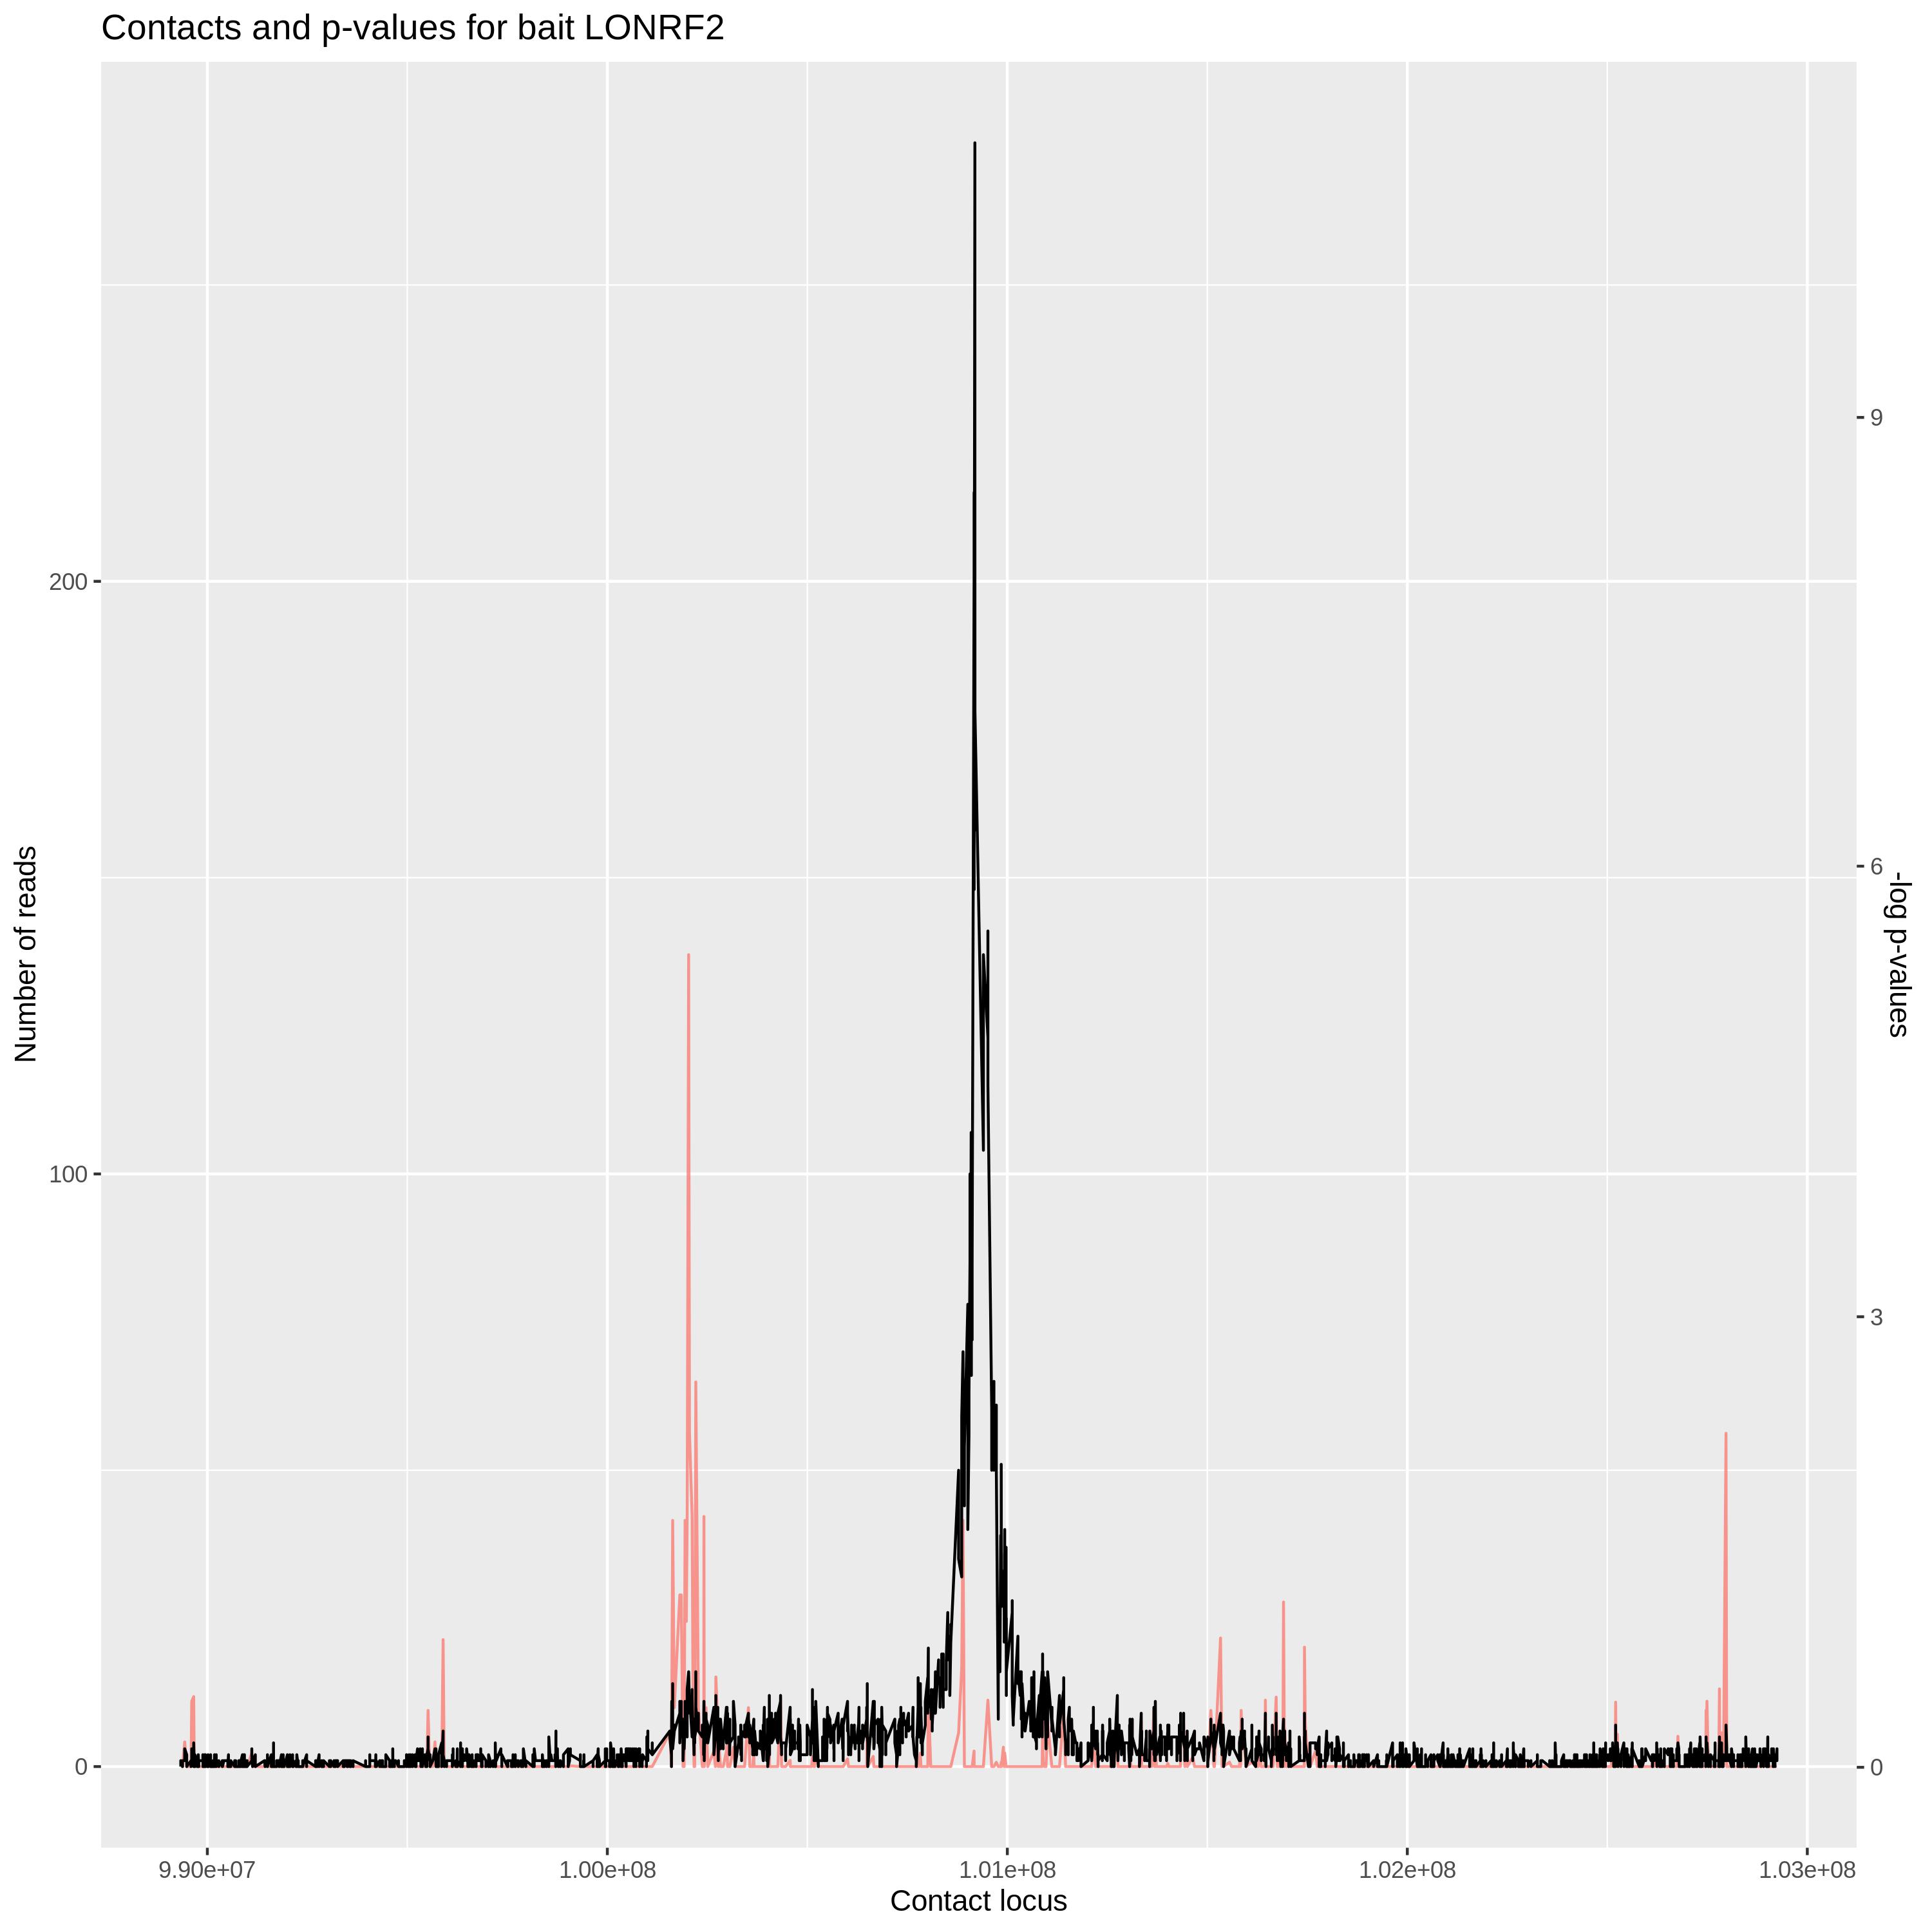 Contacts and p-values for bait LONRF2
Number of reads
200
100
0
9
6
3
0
-log p-values
9.90e+07
1.00e+08
1.01e+08
1.02e+08
1.03e+08
Contact locus